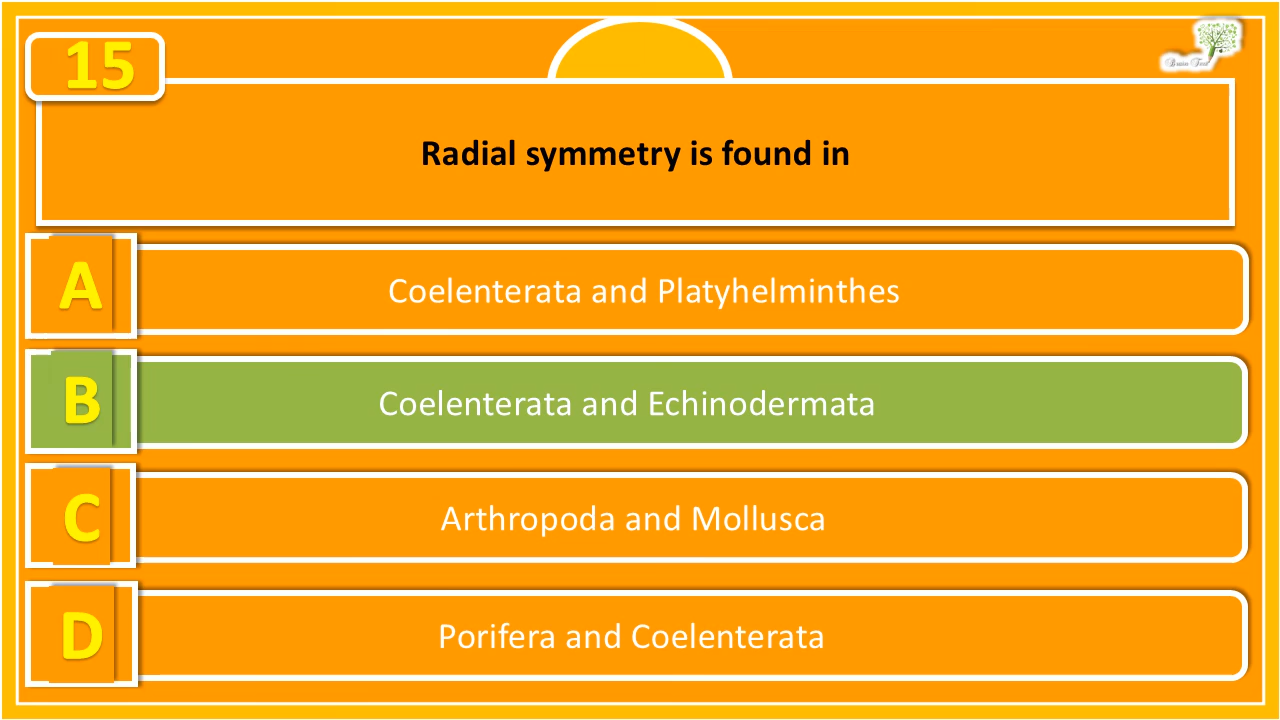 15
Radial symmetry is found in
A
Coelenterata and Platyhelminthes
B
Coelenterata and Echinodermata
C
Arthropoda and Mollusca
D
Porifera and Coelenterata